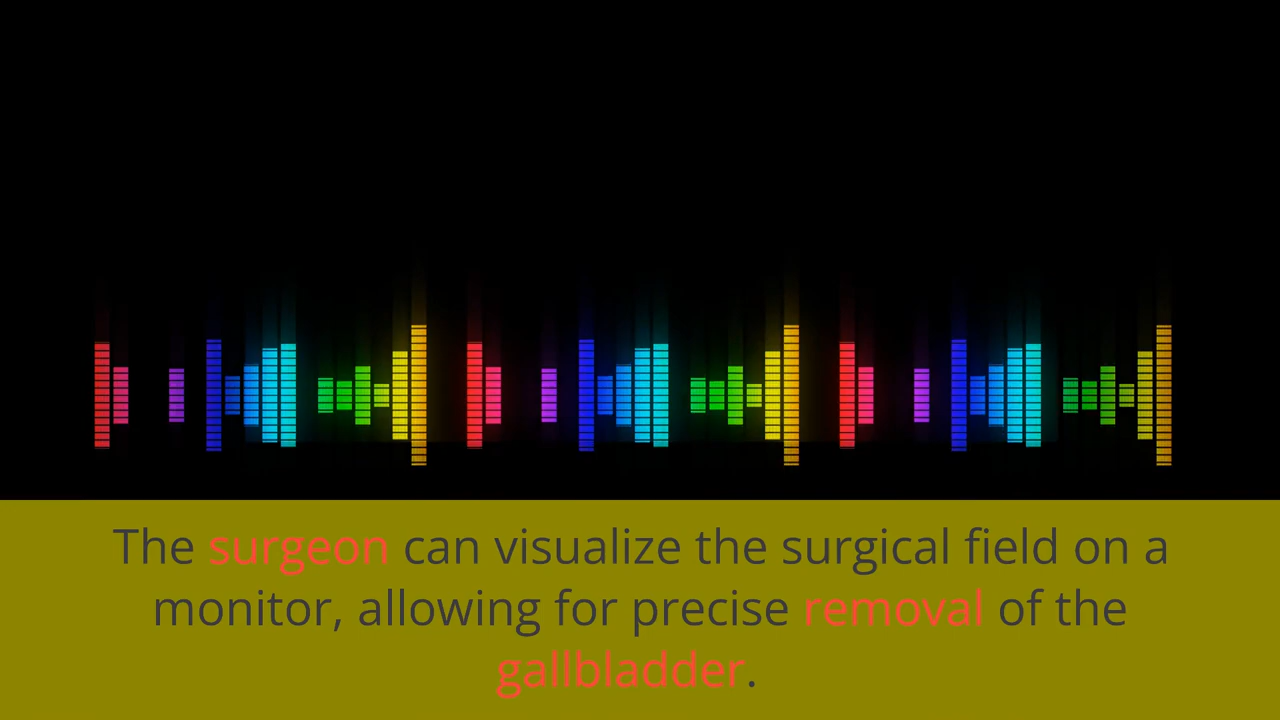 The surgeon can visualize the surgical field on a
monitor, allowing for precise removal of the
gallbladder.